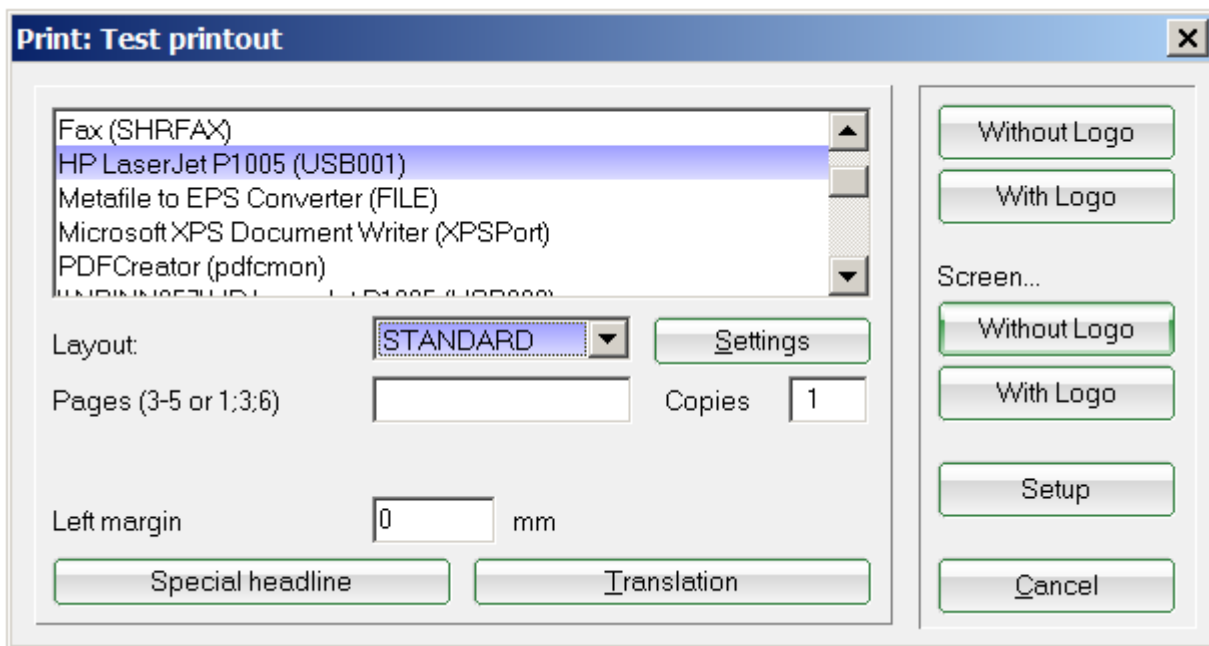 Print: Test printout
Fax (SHRFAX)
HP LaserJet P1005 (USB001)
Metafile to EPS Converter (FILE)
Microsoft XPS Document Writer (XPSPort)
PDFCreator (pdfcmon)
Layout: STANDARD Settings
Pages (3-5 or 1;3;6) Copies 1
Left margin 0 mm
Special headline Translation
Without Logo
With Logo
Screen...
Without Logo
With Logo
Setup
Cancel